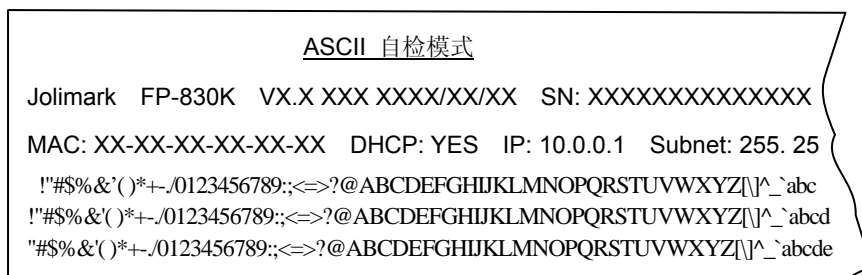 ASCII 自检模式
Jolimark FP-830K VX.X XXX XXXX/XX/XX SN: XXXXXXXXXXXXXX
MAC: XX-XX-XX-XX-XX-XX DHCP: YES IP: 10.0.0.1 Subnet: 255. 25
!"#$%&'( )*+-./0123456789:;<=>?@ABCDEFGHIJKLMNOPQRSTUVWXYZ[\]^_`abc
!"#$%&'( )*+-./0123456789:;<=>?@ABCDEFGHIJKLMNOPQRSTUVWXYZ[\]^_`abcd
"#$%&'( )*+-./0123456789:;<=>?@ABCDEFGHIJKLMNOPQRSTUVWXYZ[\]^_`abcde